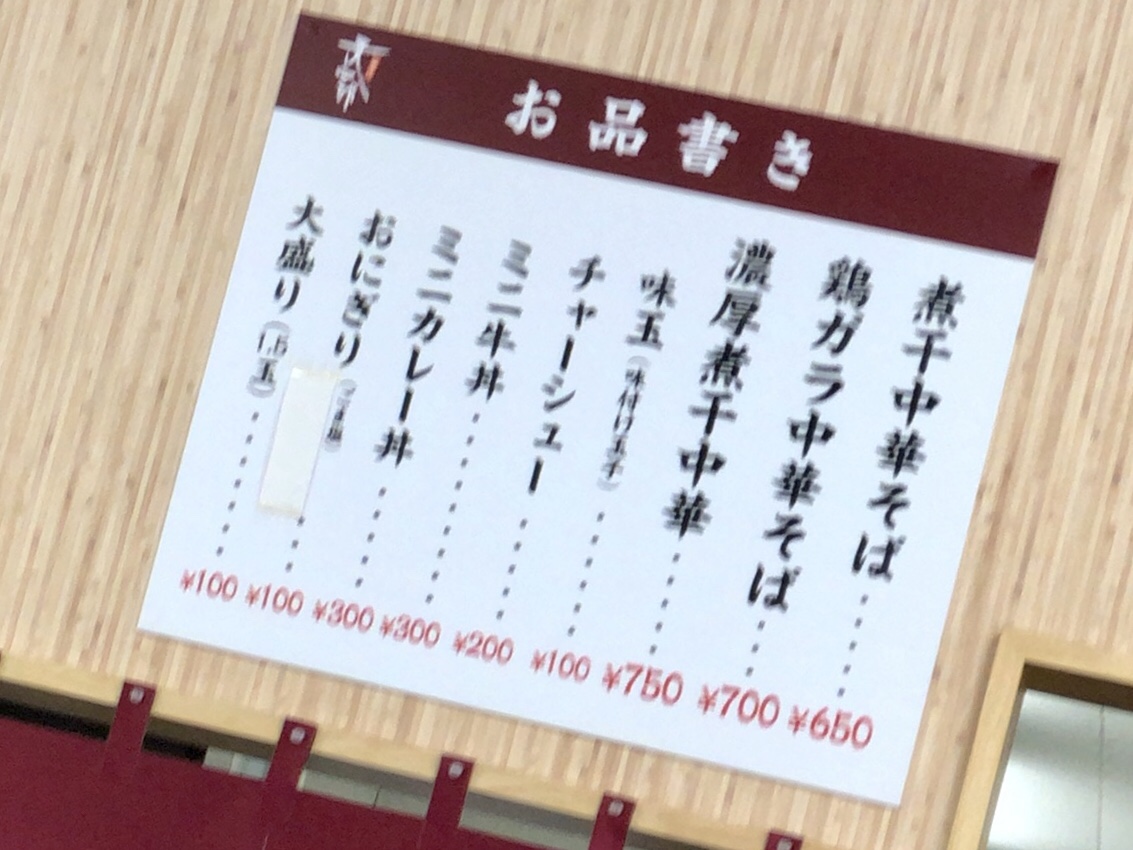 お品書き
煮干中華そば ¥650
鶏ガラ中華そば ¥700
濃厚煮干中華 ¥750
味玉(味付け玉子) ¥100
チャーシュー ¥200
ミニ牛丼 ¥300
ミニカレー丼 ¥300
おにぎり ¥100
大盛り(1.5玉) ¥100